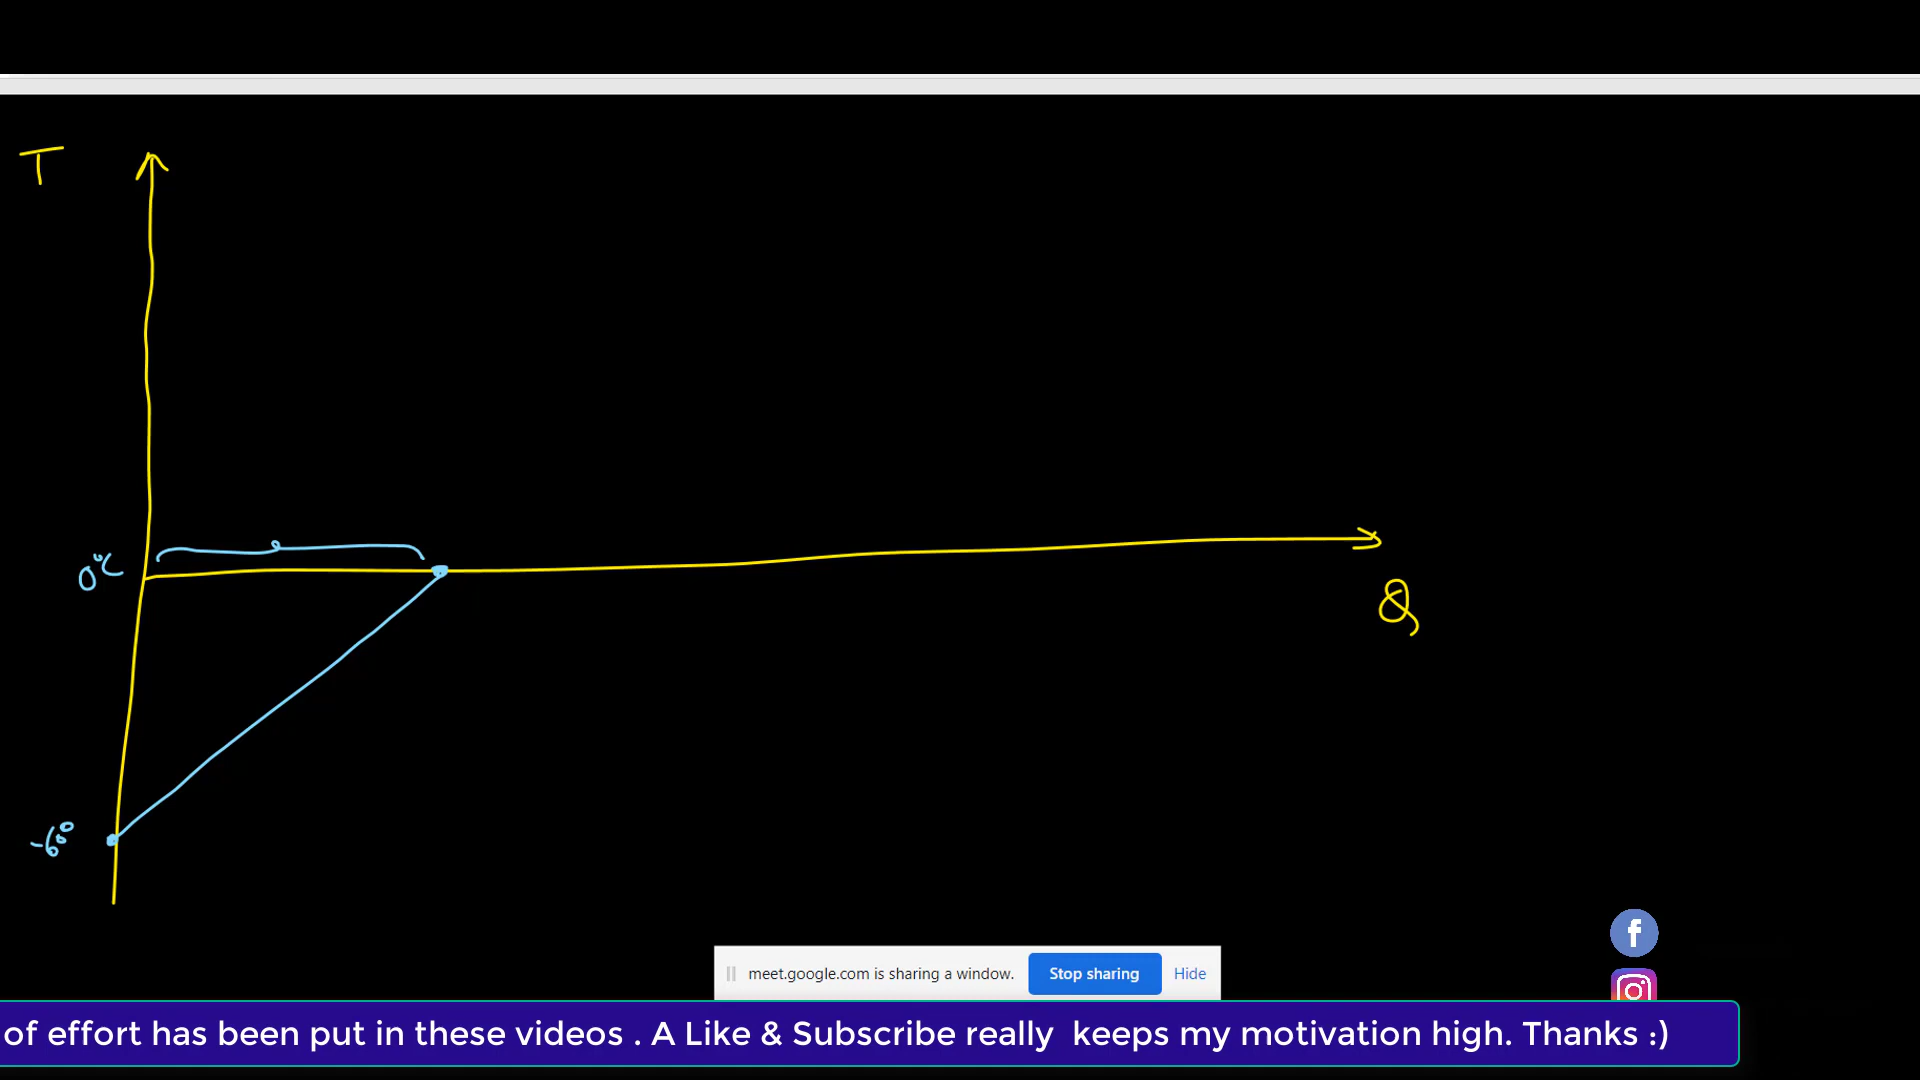 T
0°C
Q
-60°
meet.google.com is sharing a window. Stop sharing Hide
of effort has been put in these videos . A Like & Subscribe really keeps my motivation high. Thanks :)